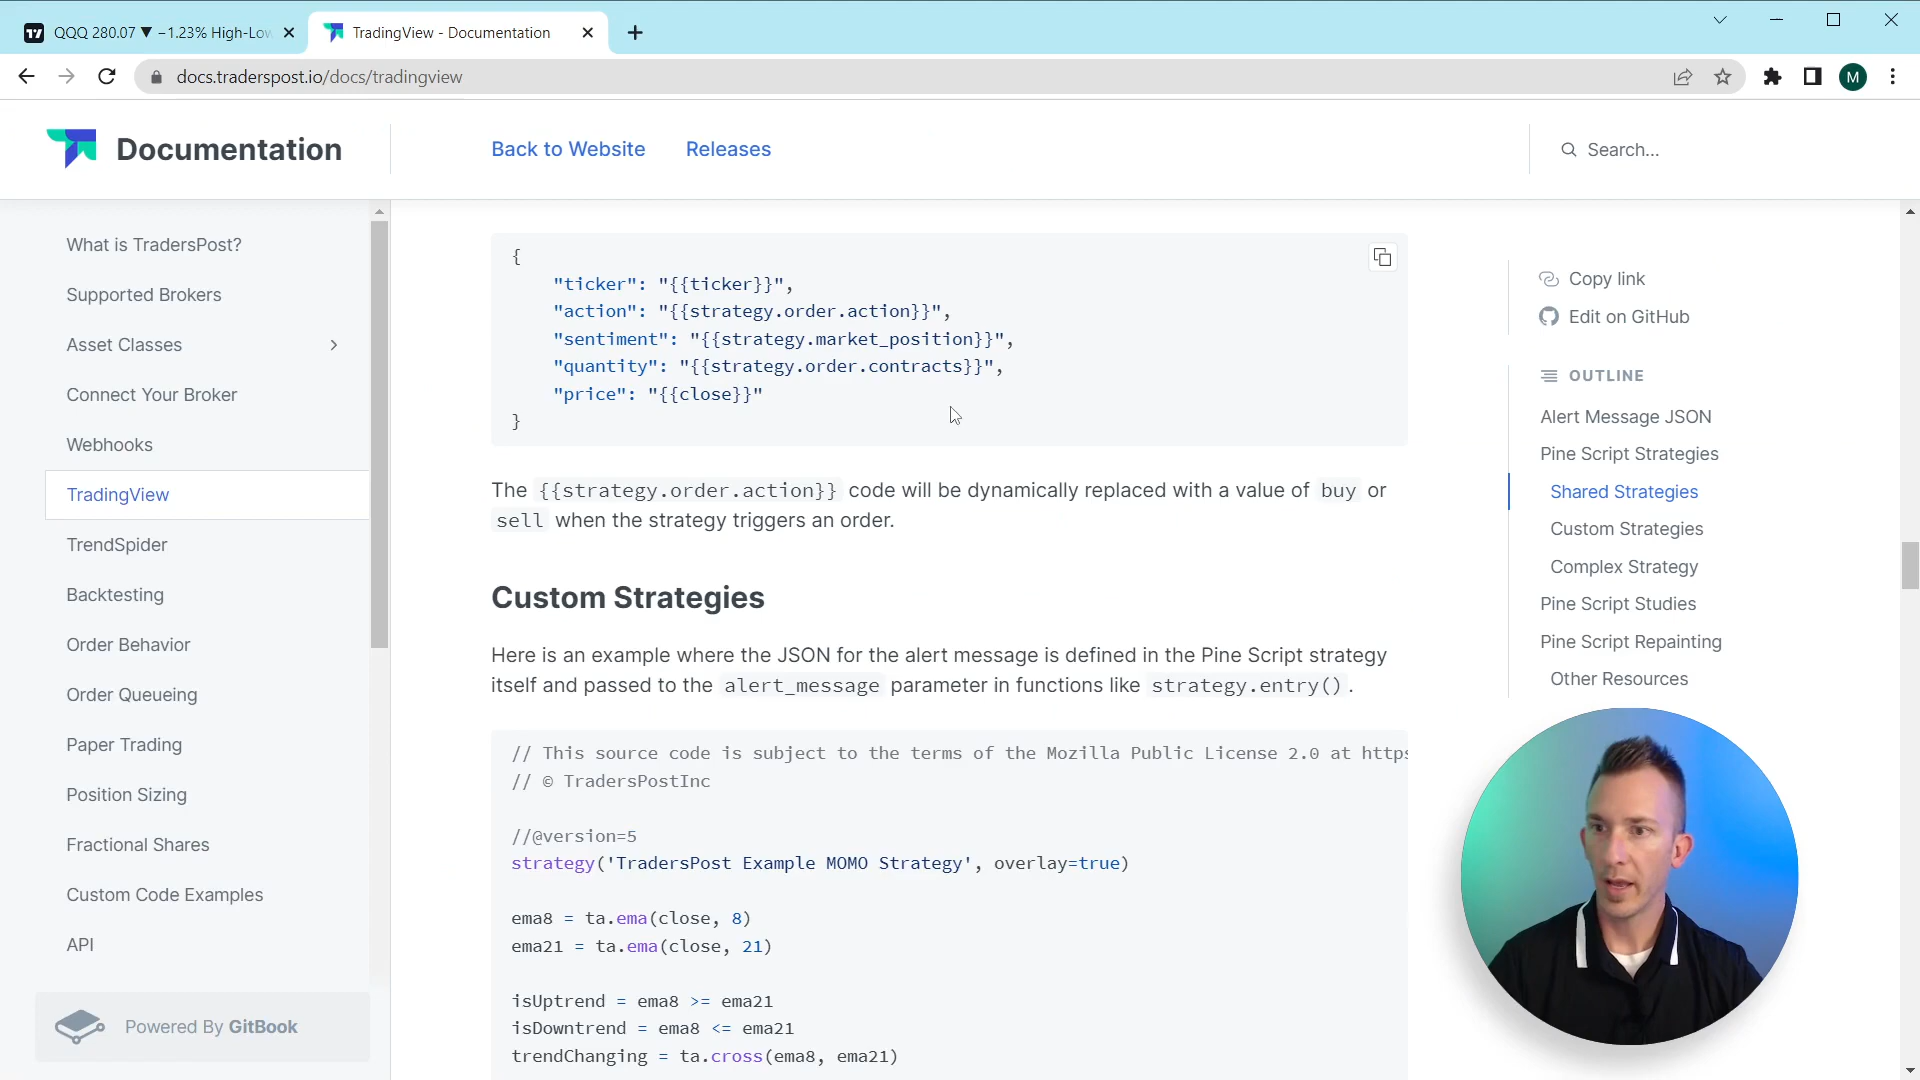 QQQ 280.07 ▼ −1.23% High-Low
TradingView - Documentation
docs.traderspost.io/docs/tradingview
M
Documentation
Back to Website
Releases
Search...
What is TradersPost?
Supported Brokers
Asset Classes
Connect Your Broker
Webhooks
TradingView
TrendSpider
Backtesting
Order Behavior
Order Queueing
Paper Trading
Position Sizing
Fractional Shares
Custom Code Examples
API
Powered By GitBook
{
"ticker": "{{ticker}}",
"action": "{{strategy.order.action}}",
"sentiment": "{{strategy.market_position}}",
"quantity": "{{strategy.order.contracts}}",
"price": "{{close}}"
}
The {{strategy.order.action}} code will be dynamically replaced with a value of buy or
sell when the strategy triggers an order.
Custom Strategies
Here is an example where the JSON for the alert message is defined in the Pine Script strategy
itself and passed to the alert_message parameter in functions like strategy.entry() .
// This source code is subject to the terms of the Mozilla Public License 2.0 at https
// © TradersPostInc
//@version=5
strategy('TradersPost Example MOMO Strategy', overlay=true)
ema8 = ta.ema(close, 8)
ema21 = ta.ema(close, 21)
isUptrend = ema8 >= ema21
isDowntrend = ema8 <= ema21
trendChanging = ta.cross(ema8, ema21)
Copy link
Edit on GitHub
OUTLINE
Alert Message JSON
Pine Script Strategies
Shared Strategies
Custom Strategies
Complex Strategy
Pine Script Studies
Pine Script Repainting
Other Resources